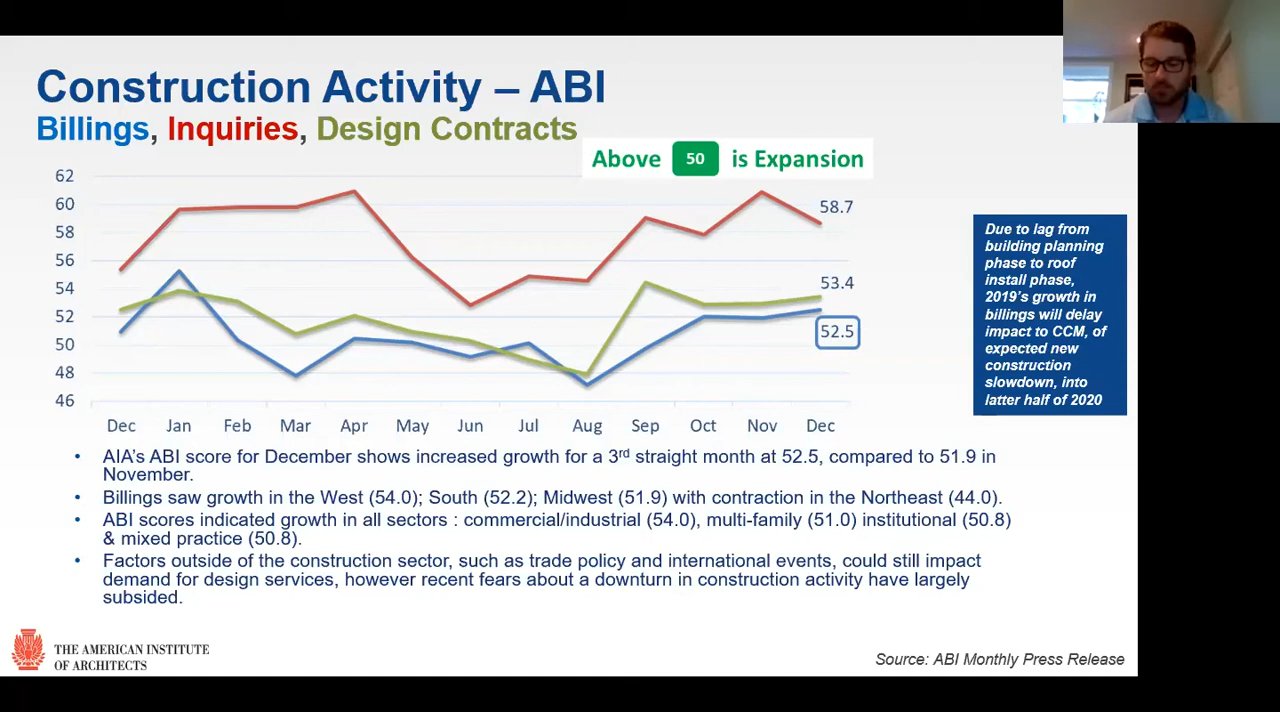 Construction Activity – ABI
Billings, Inquiries, Design Contracts
Above 50 is Expansion
62
60
58
56
54
52
50
48
46
58.7
53.4
52.5
Dec Jan Feb Mar Apr May Jun Jul Aug Sep Oct Nov Dec
Due to lag from
building planning
phase to roof
install phase,
2019's growth in
billings will delay
impact to CCM, of
expected new
construction
slowdown, into
latter half of 2020
• AIA's ABI score for December shows increased growth for a 3rd straight month at 52.5, compared to 51.9 in
November.
• Billings saw growth in the West (54.0); South (52.2); Midwest (51.9) with contraction in the Northeast (44.0).
• ABI scores indicated growth in all sectors : commercial/industrial (54.0), multi-family (51.0) institutional (50.8)
& mixed practice (50.8).
• Factors outside of the construction sector, such as trade policy and international events, could still impact
demand for design services, however recent fears about a downturn in construction activity have largely
subsided.
THE AMERICAN INSTITUTE
OF ARCHITECTS
Source: ABI Monthly Press Release